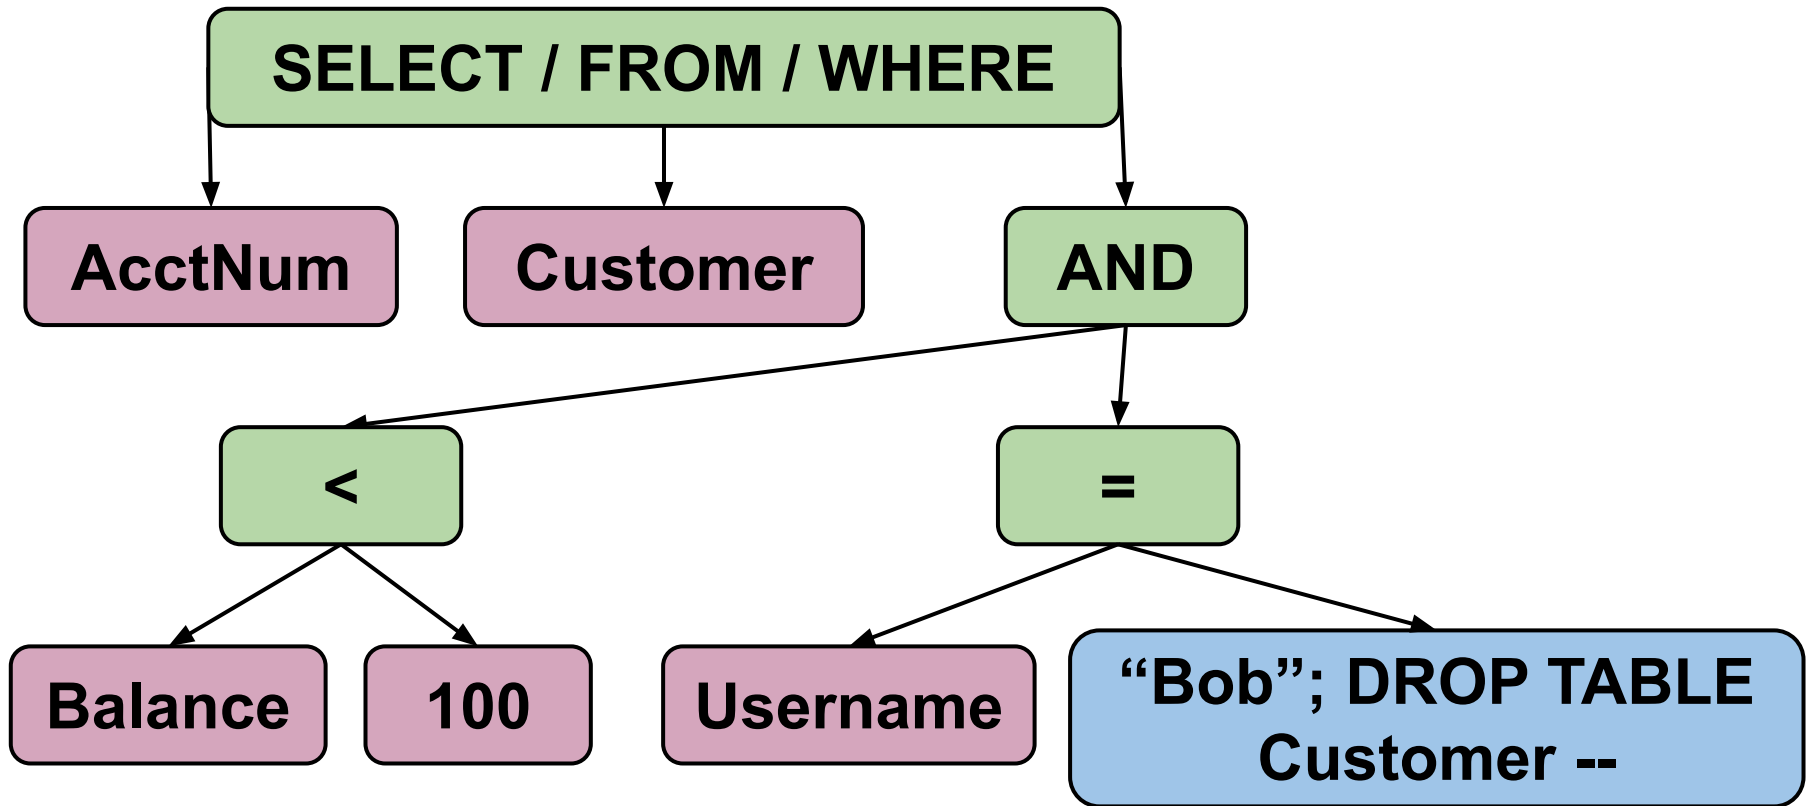 SELECT / FROM / WHERE
AcctNum
Customer
AND
<
=
Balance
100
Username
“Bob”; DROP TABLE
Customer --